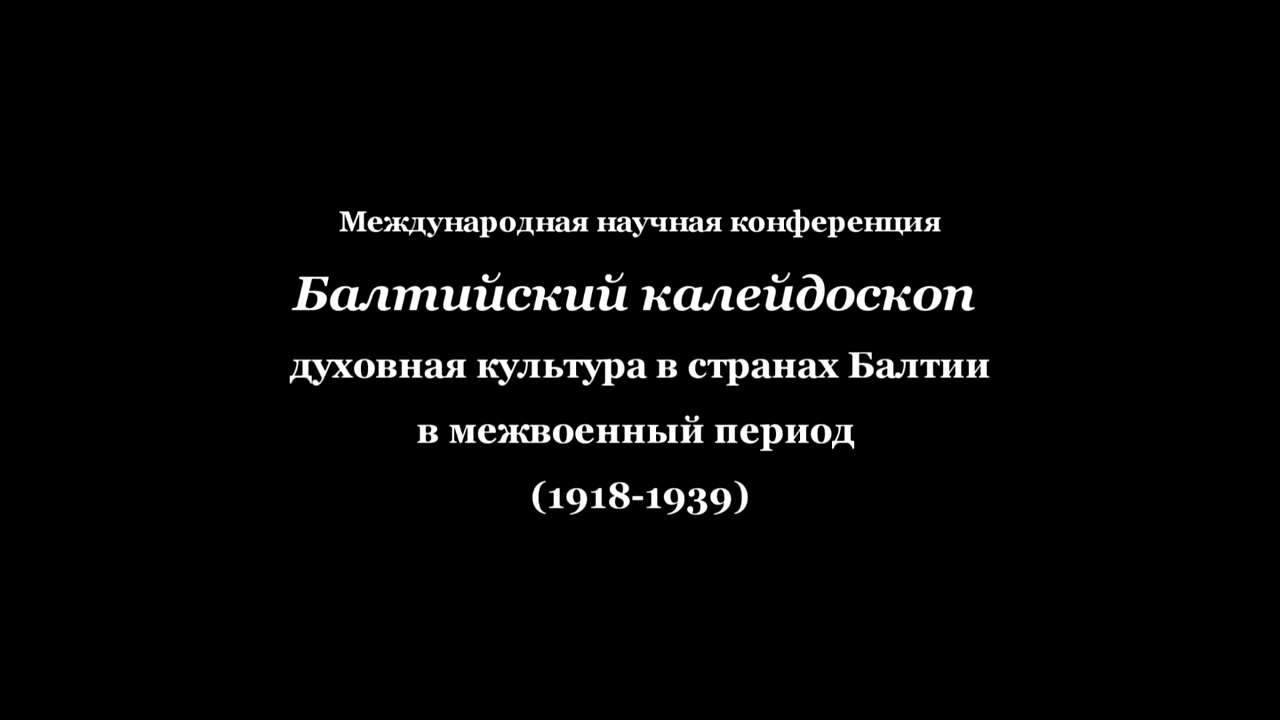 Международная научная конференция
Балтийский калейдоскоп
духовная культура в странах Балтии
в межвоенный период
(1918-1939)